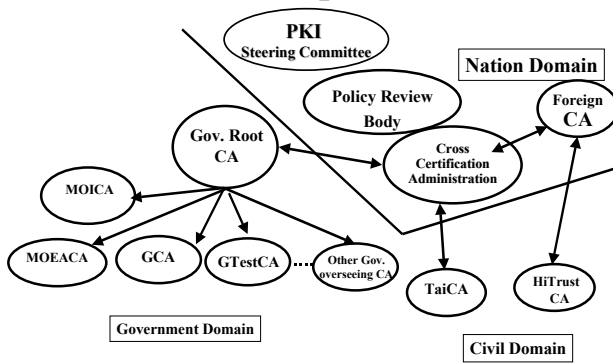 PKI
Steering Committee
Nation Domain
Policy Review
Body
Foreign
CA
Gov. Root
CA
Cross
Certification
Administration
MOICA
MOEACA
GCA
GTestCA
Other Gov.
overseeing CA
TaiCA
HiTrust
CA
Government Domain
Civil Domain